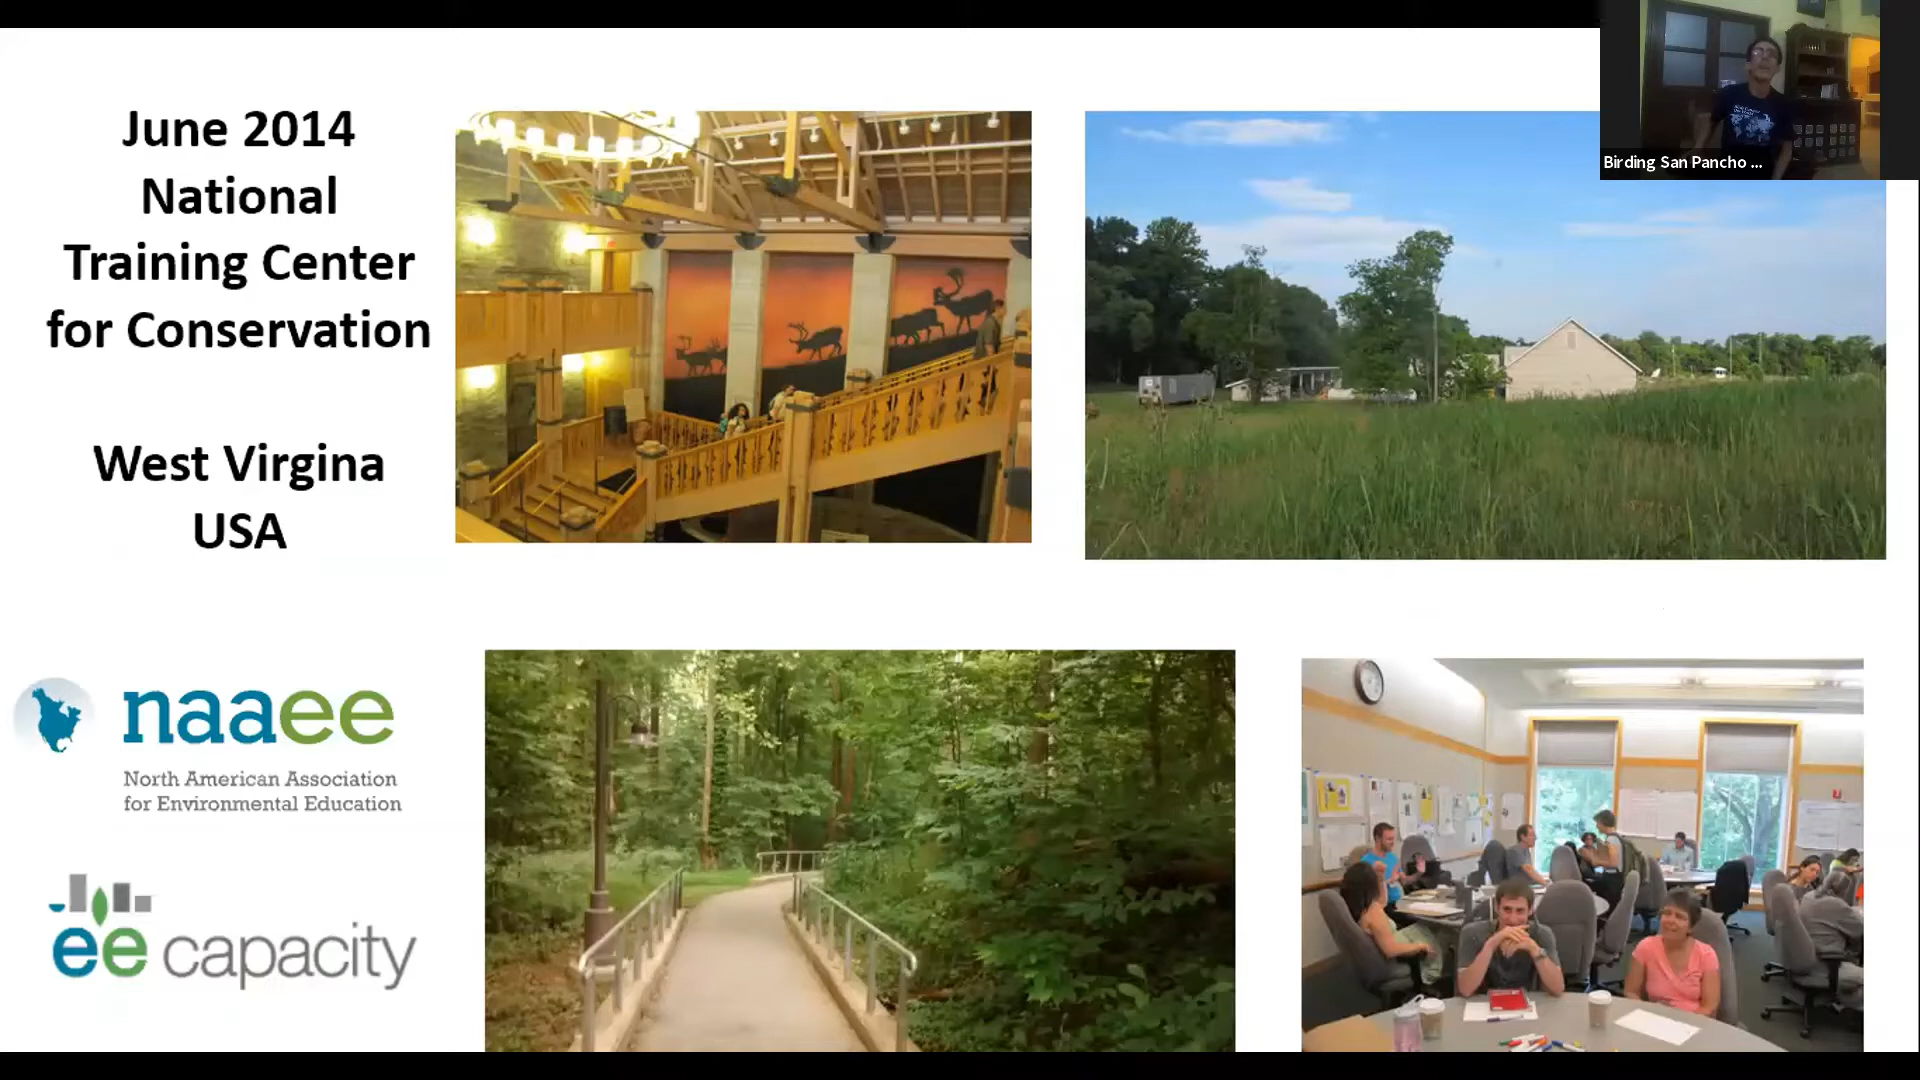 June 2014
National
Training Center
for Conservation
West Virgina
USA
naaee
North American Association
for Environmental Education
ee capacity
Birding San Pancho ...